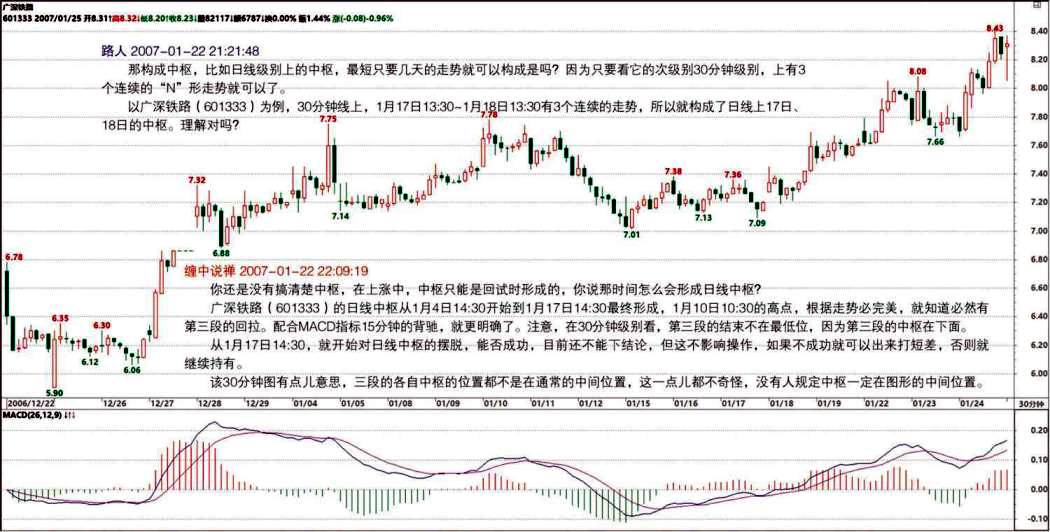 广深铁路
601333 2007/01/25 开8.31↑高8.32↓低8.20↑收8.23↓量82117↓额6787↓换0.00% 振1.44% 涨(-0.08)-0.96%
8.43
8.40
路人 2007-01-22 21:21:48
8.20
那构成中枢，比如日线级别上的中枢，最短只要几天的走势就可以构成是吗？因为只要看它的次级别30分钟级别，上有3
8.08
个连续的“N”形走势就可以了。
8.00
以广深铁路（601333）为例，30分钟线上，1月17日13:30~1月18日13:30有3个连续的走势，所以就构成了日线上17日、
7.75
7.78
7.80
18日的中枢。理解对吗？
7.66
7.60
7.40
7.32
7.38
7.36
7.20
7.14
7.13
7.09
7.01
7.00
6.88
6.80
6.78
缠中说禅 2007-01-22 22:09:19
你还是没有搞清楚中枢，在上涨中，中枢只能是回试时形成的，你说那时间怎么会形成日线中枢？
6.60
广深铁路（601333）的日线中枢从1月4日14:30开始到1月17日14:30最终形成，1月10日10:30的高点，根据走势必完美，就知道必然有
6.40
6.35
6.30
第三段的回拉。配合MACD指标15分钟的背驰，就更明确了。注意，在30分钟级别看，第三段的结束不在最低位，因为第三段的中枢在下面。
6.20
从1月17日14:30，就开始对日线中枢的摆脱，能否成功，目前还不能下结论，但这不影响操作，如果不成功就可以出来打短差，否则就
6.12
6.06
继续持有。
6.00
该30分钟图有点儿意思，三段的各自中枢的位置都不是在通常的中间位置，这一点儿都不奇怪，没有人规定中枢一定在图形的中间位置。
5.90
2006/12/22 12/26 12/27 12/28 12/29 01/04 01/05 01/08 01/09 01/10 01/11 01/12 01/15 01/16 01/17 01/18 01/19 01/22 01/23 01/24 30分钟
MACD(26,12,9) ↓↑↓
0.20
0.10
0.00
-0.10